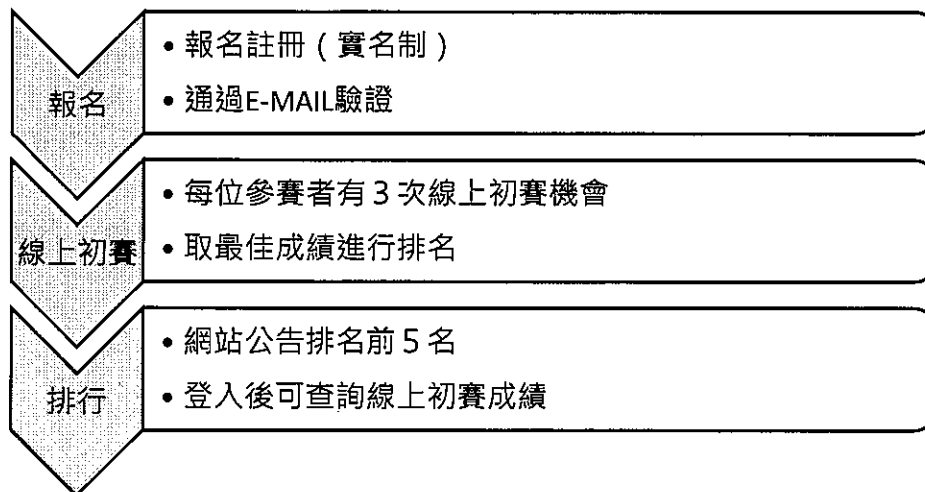 報名
• 報名註冊（實名制）
• 通過E-MAIL驗證
線上初賽
• 每位參賽者有 3 次線上初賽機會
• 取最佳成績進行排名
排行
• 網站公告排名前 5 名
• 登入後可查詢線上初賽成績